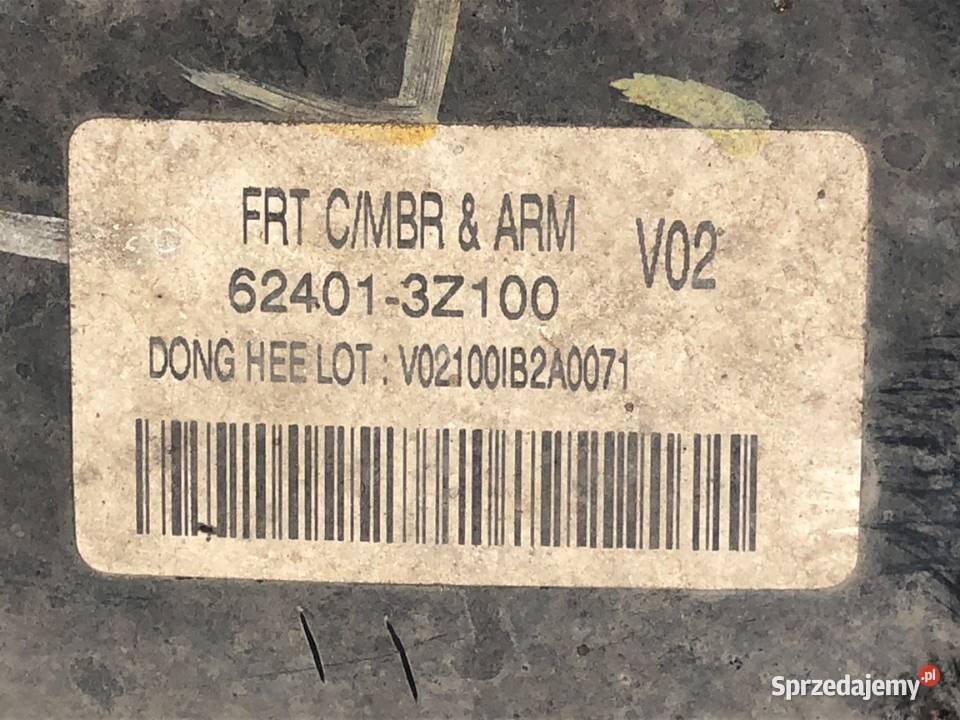 FRT C/MBR & ARM V02
62401-3Z100
DONG HEE LOT : V02100IB2A0071
Sprzedajemy.pl